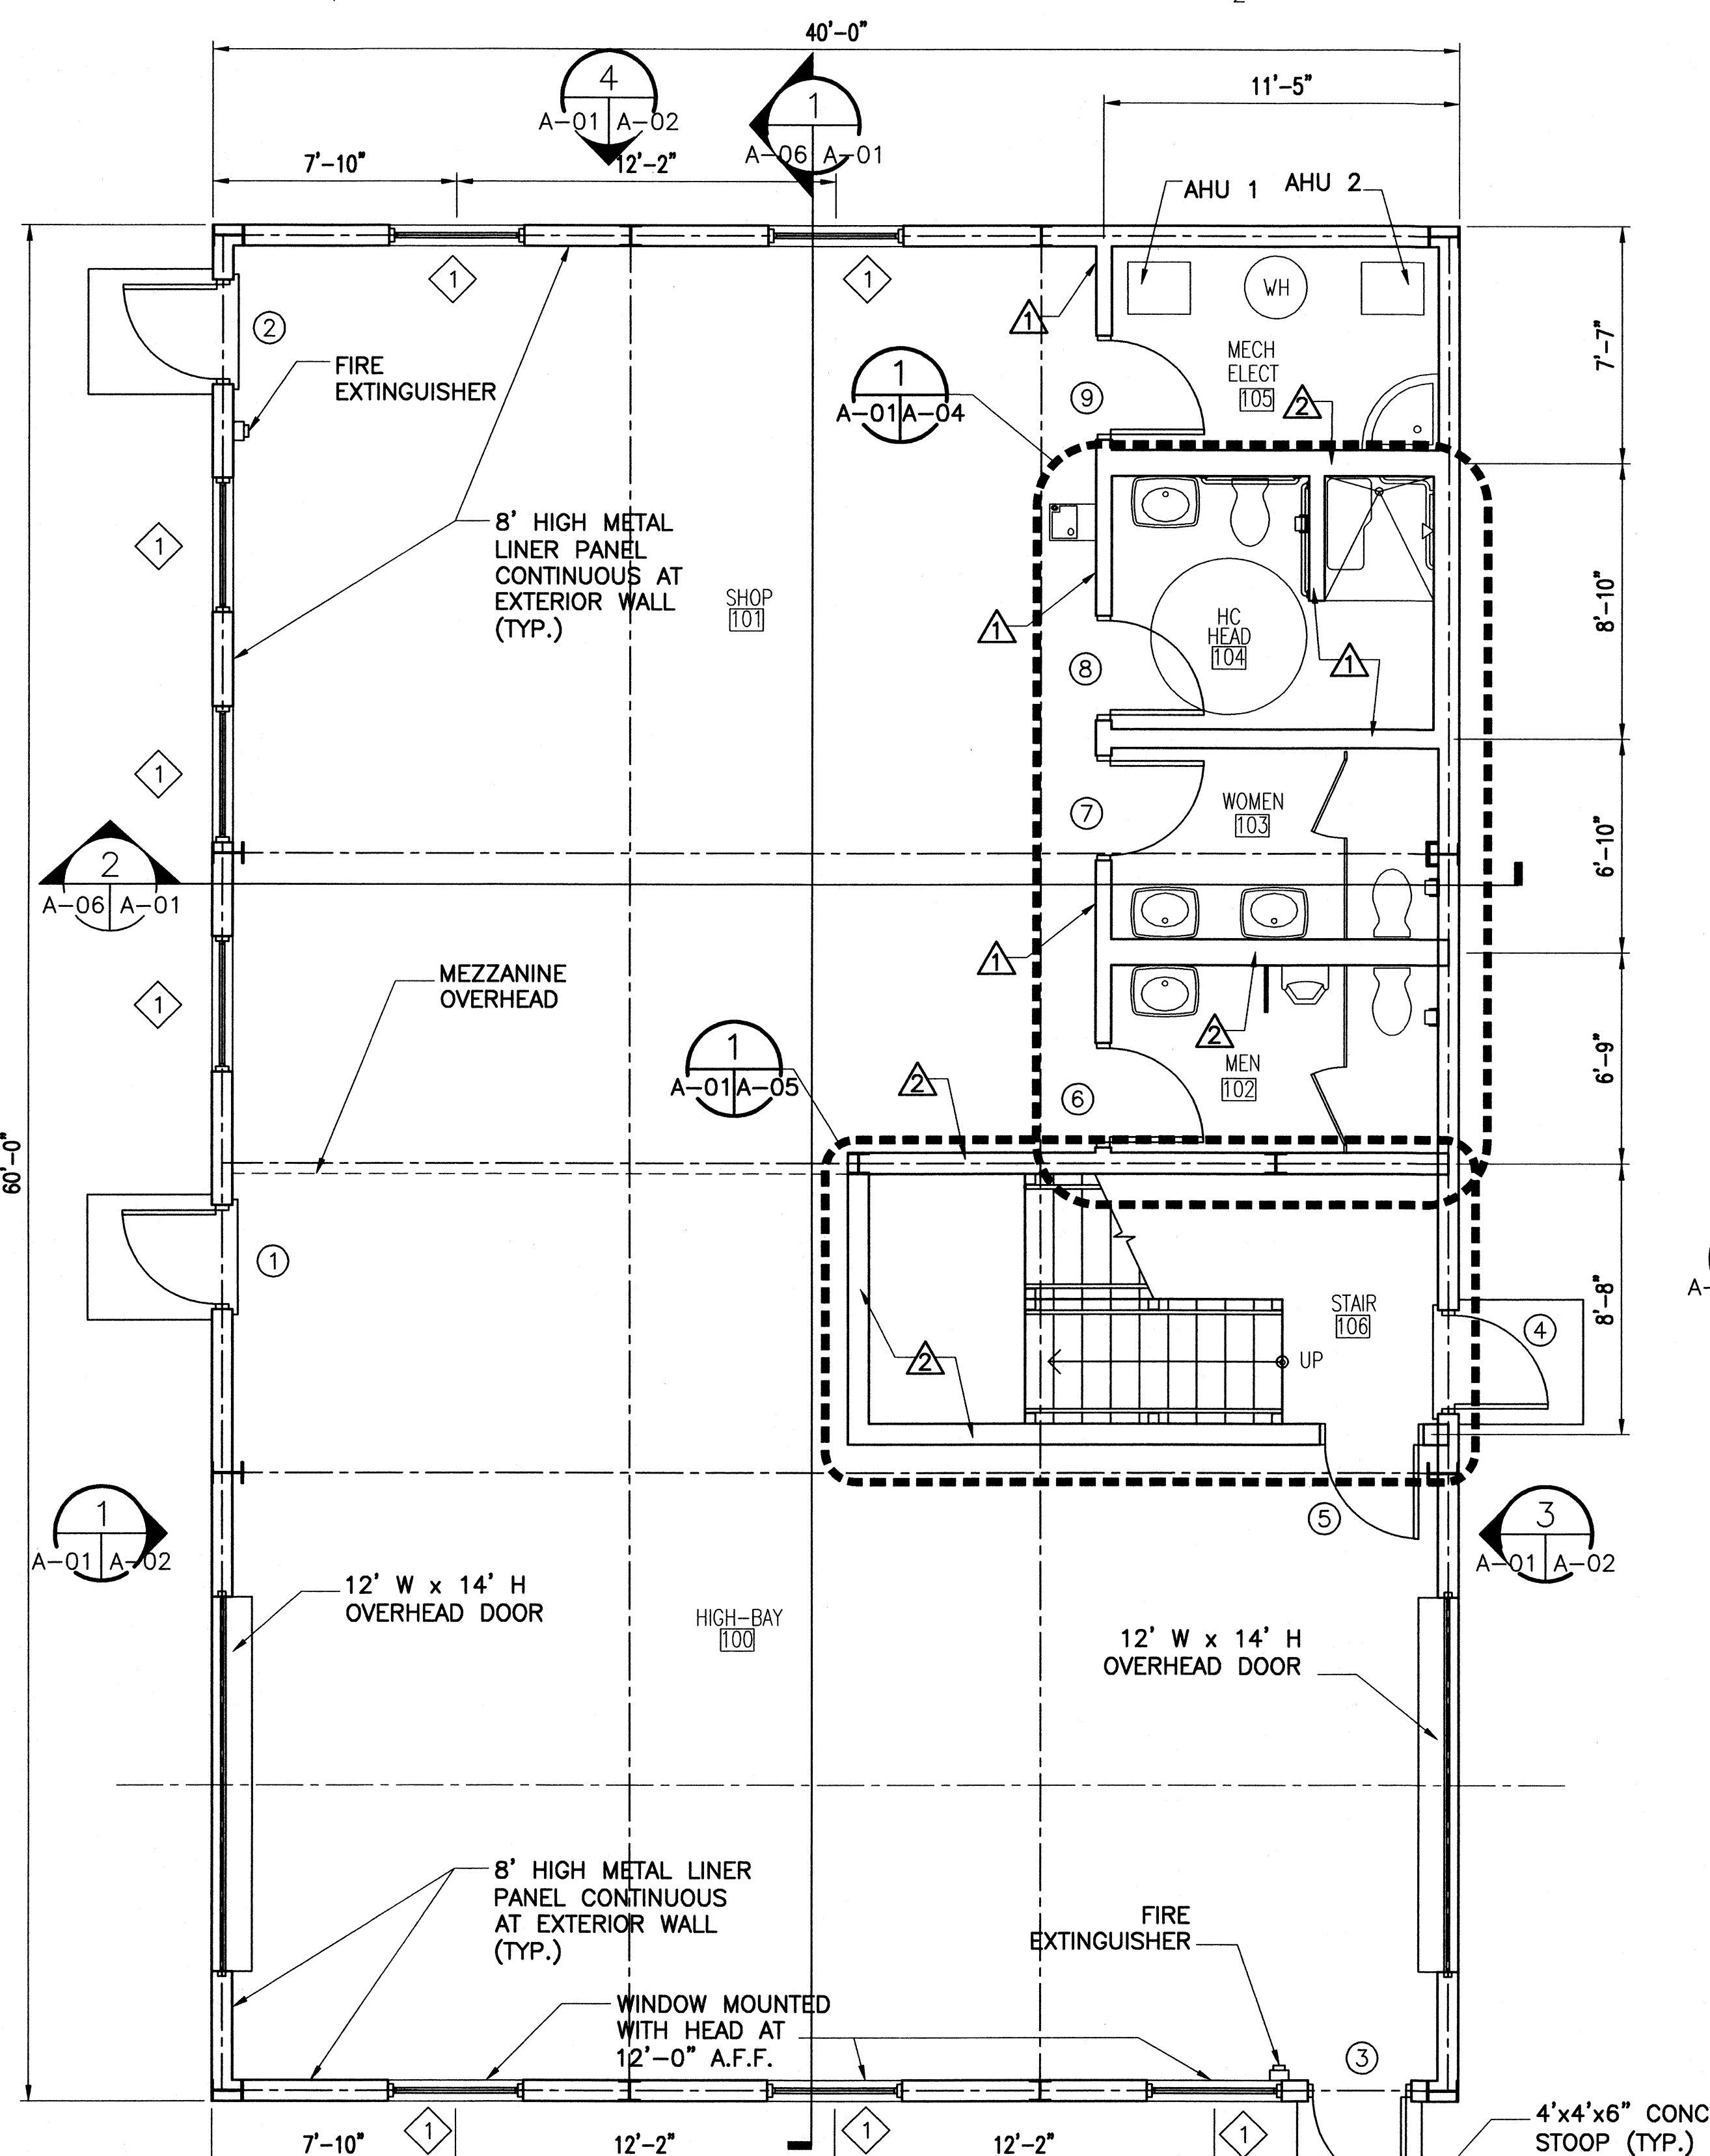 40'-0"
4
A-01 A-02
1
A-06 A-01
11'-5"
7'-10"
12'-2"
AHU 1 AHU 2
1
1
WH
1
2
FIRE
EXTINGUISHER
MECH
ELECT
105
2
7'-7"
1
A-01 A-04
9
8' HIGH METAL
LINER PANEL
CONTINUOUS AT
EXTERIOR WALL
(TYP.)
1
SHOP
101
1
HC
HEAD
104
1
8
8'-10"
1
7
WOMEN
103
6'-10"
2
A-06 A-01
1
MEZZANINE
OVERHEAD
1
2
MEN
102
6'-9"
1
A-01 A-05
2
6
60'-0"
1
STAIR
106
UP
4
8'-8"
2
A-
5
1
A-01 A-02
3
A-01 A-02
12' W x 14' H
OVERHEAD DOOR
HIGH-BAY
100
12' W x 14' H
OVERHEAD DOOR
8' HIGH METAL LINER
PANEL CONTINUOUS
AT EXTERIOR WALL
(TYP.)
FIRE
EXTINGUISHER
WINDOW MOUNTED
WITH HEAD AT
12'-0" A.F.F.
3
4'x4'x6" CONC
STOOP (TYP.)
1
1
1
7'-10"
12'-2"
12'-2"